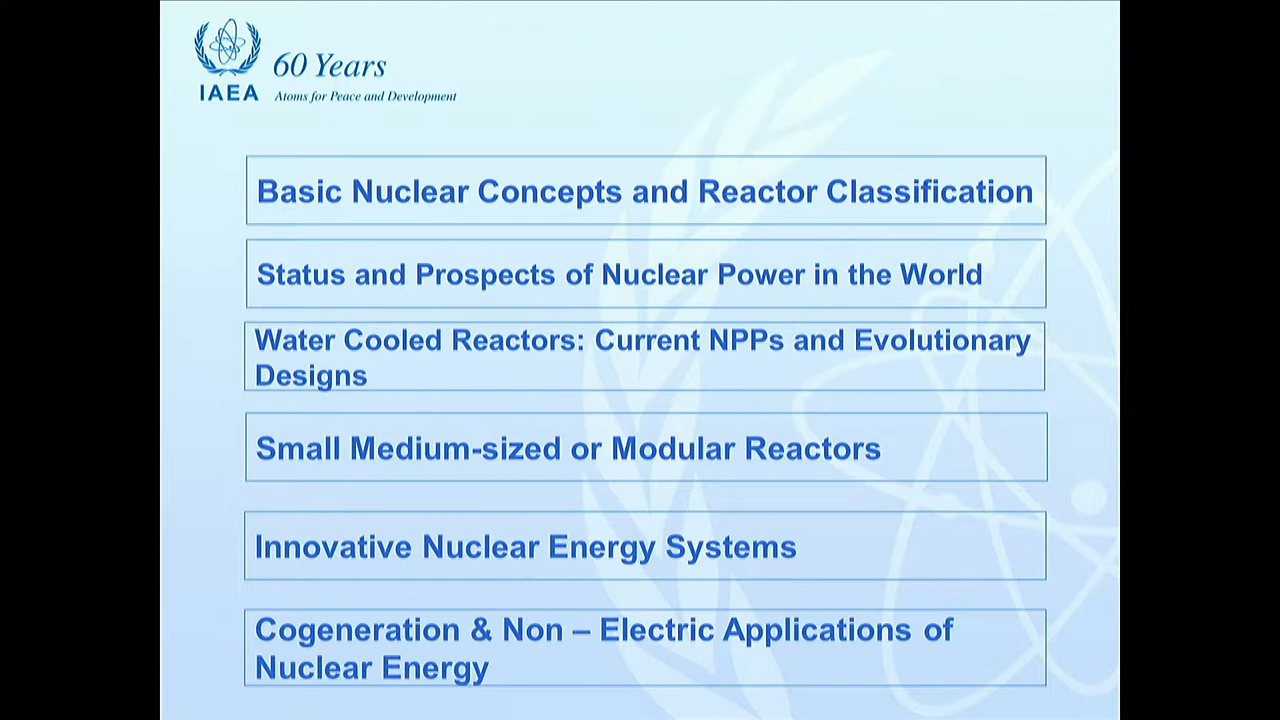 60 Years
IAEA
Atoms for Peace and Development
Basic Nuclear Concepts and Reactor Classification
Status and Prospects of Nuclear Power in the World
Water Cooled Reactors: Current NPPs and Evolutionary
Designs
Small Medium-sized or Modular Reactors
Innovative Nuclear Energy Systems
Cogeneration & Non – Electric Applications of
Nuclear Energy